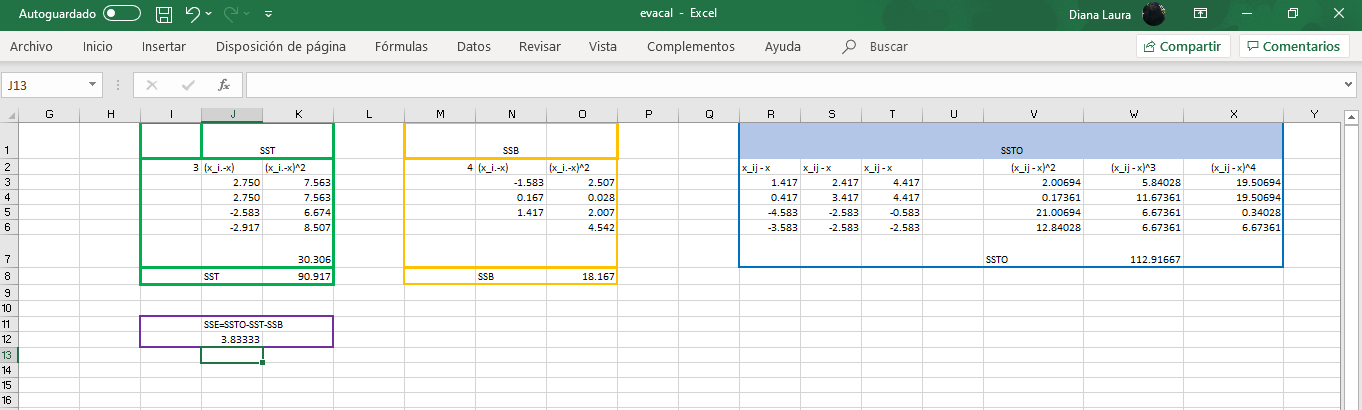 Autoguardado evacal - Excel Diana Laura
Archivo Inicio Insertar Disposición de página Fórmulas Datos Revisar Vista Complementos Ayuda Buscar Compartir Comentarios
J13 fx
G H I J K L M N O P Q R S T U V W X Y
1 SST SSB SSTO
2 3 (x_i.-x) (x_i.-x)^2 4 (x_i.-x) (x_i.-x)^2 x_ij - x x_ij - x x_ij - x (x_ij - x)^2 (x_ij - x)^3 (x_ij - x)^4
3 2.750 7.563 -1.583 2.507 1.417 2.417 4.417 2.00694 5.84028 19.50694
4 2.750 7.563 0.167 0.028 0.417 3.417 4.417 0.17361 11.67361 19.50694
5 -2.583 6.674 1.417 2.007 -4.583 -2.583 -0.583 21.00694 6.67361 0.34028
6 -2.917 8.507 4.542 -3.583 -2.583 -2.583 12.84028 6.67361 6.67361
7 30.306 SSTO 112.91667
8 SST 90.917 SSB 18.167
9
10
11 SSE=SSTO-SST-SSB
12 3.83333
13
14
15
16